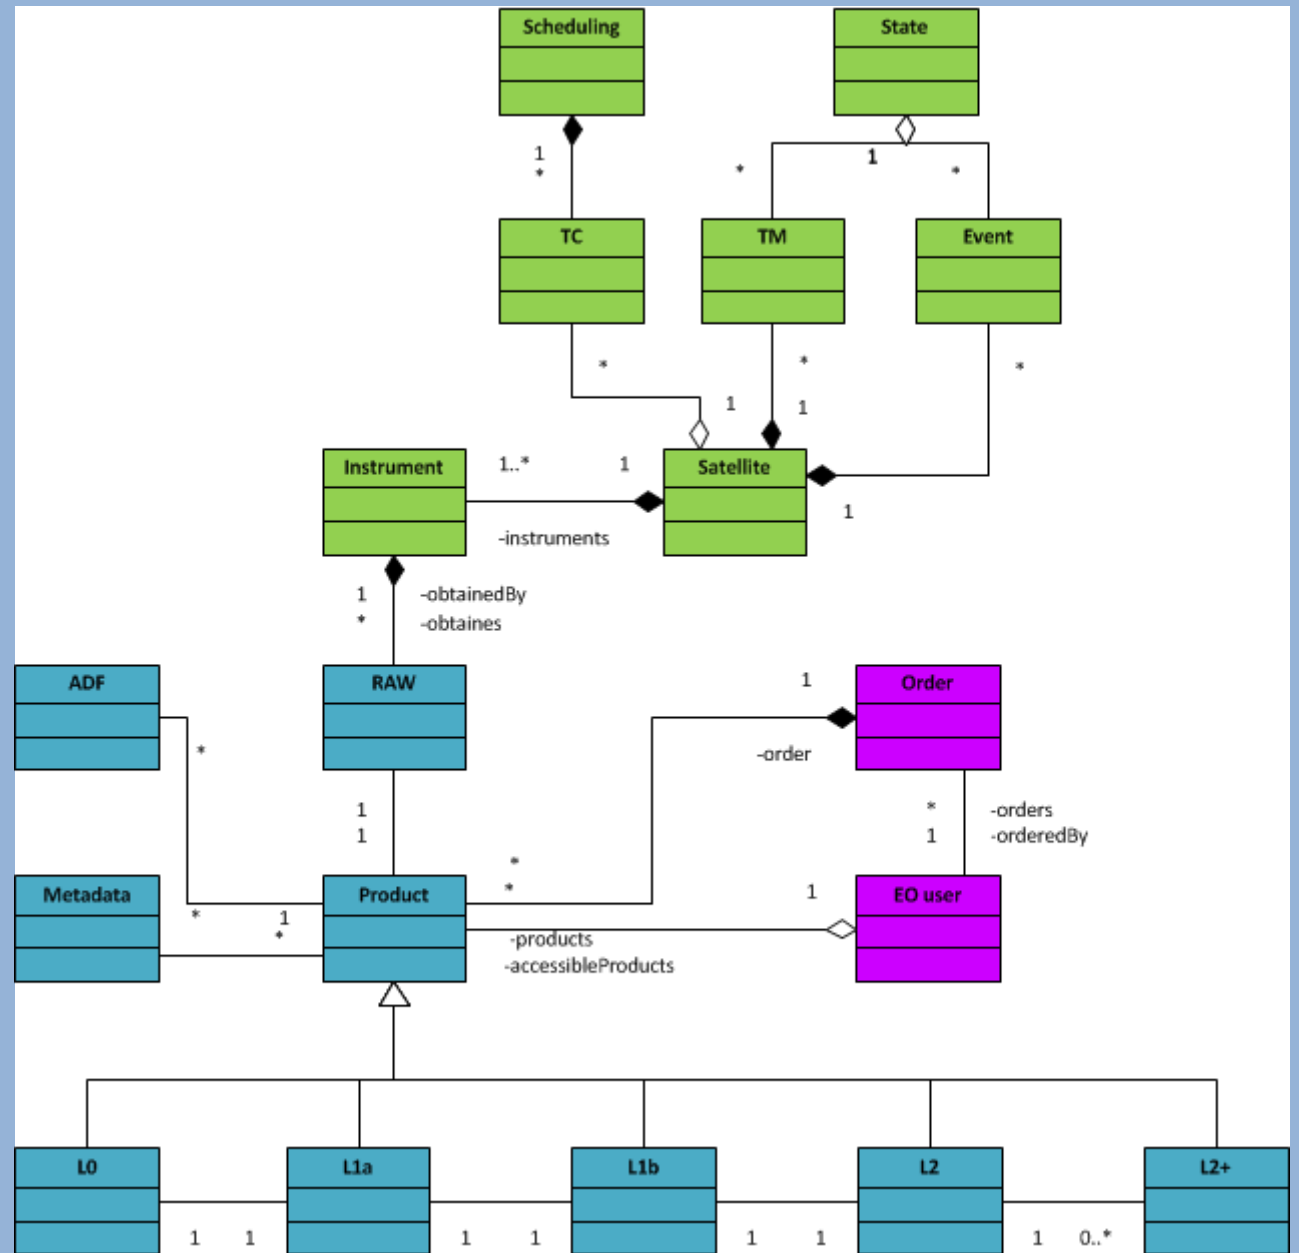 Scheduling
State
1
*
*
1
*
TC
TM
Event
*
*
*
1
1
Instrument
1..*
1
Satellite
-instruments
1
1
-obtainedBy
*
-obtaines
ADF
RAW
1
Order
*
-order
1
*
-orders
1
1
-orderedBy
*
Metadata
Product
*
1
EO user
*
1
*
-products
-accessibleProducts
L0
L1a
L1b
L2
L2+
1
1
1
1
1
1
1
0..*